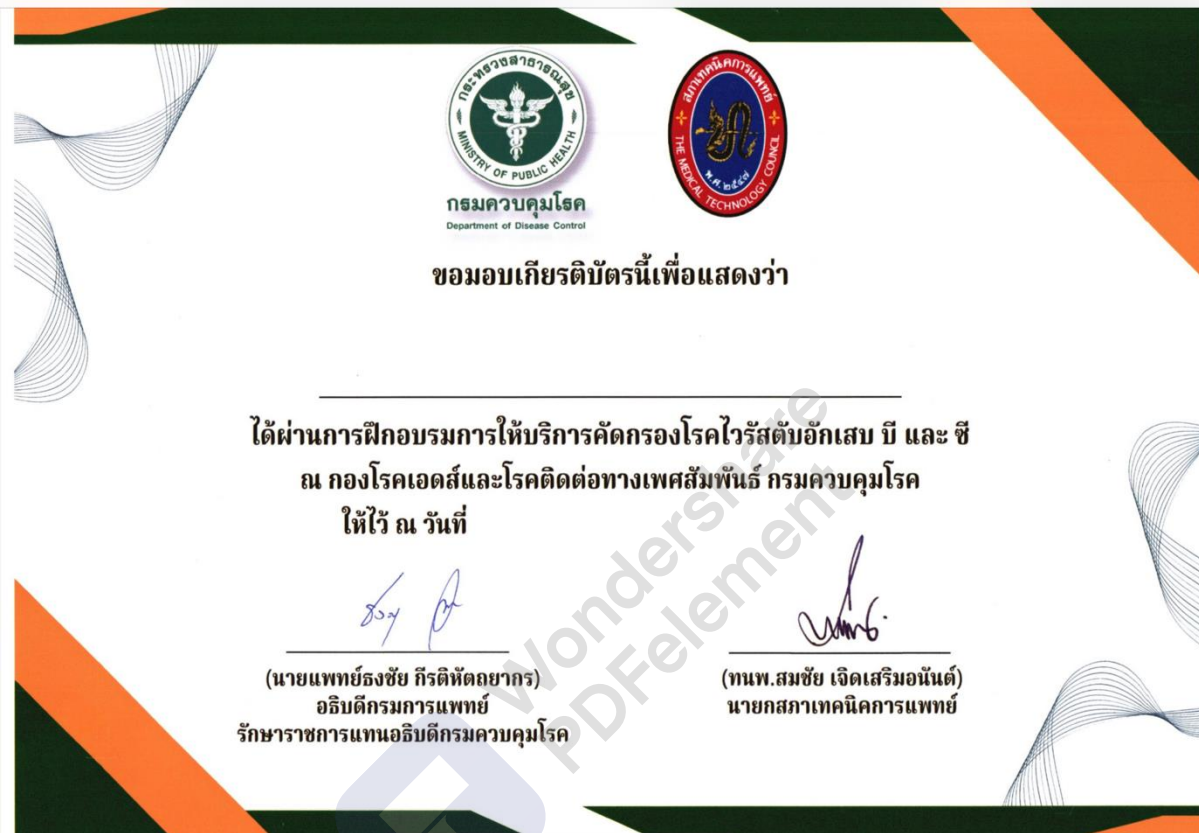 กระทรวงสาธารณสุข
MINISTRY OF PUBLIC HEALTH
กรมควบคุมโรค
Department of Disease Control
สภาเทคนิคการแพทย์
THE MEDICAL TECHNOLOGY COUNCIL
พ.ศ. ๒๕๔๗
ขอมอบเกียรติบัตรนี้เพื่อแสดงว่า
ได้ผ่านการฝึกอบรมการให้บริการคัดกรองโรคไวรัสตับอักเสบ บี และ ซี
ณ กองโรคเอดส์และโรคติดต่อทางเพศสัมพันธ์ กรมควบคุมโรค
ให้ไว้ ณ วันที่
(นายแพทย์ธงชัย กีรติหัตถยากร)
อธิบดีกรมการแพทย์
รักษาราชการแทนอธิบดีกรมควบคุมโรค
(ทนพ.สมชัย เจิดเสริมอนันต์)
นายกสภาเทคนิคการแพทย์
Wondershare
PDFelement